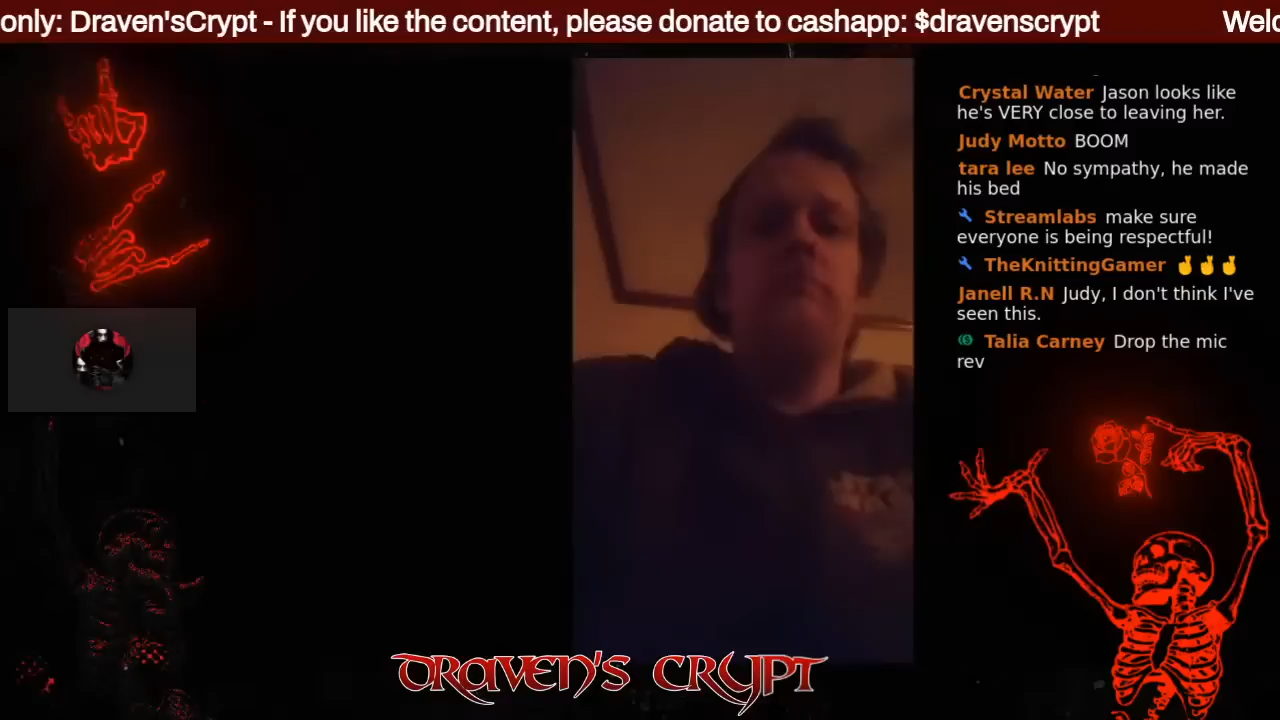 only: Draven'sCrypt - If you like the content, please donate to cashapp: $dravenscrypt
Crystal Water Jason looks like
he's VERY close to leaving her.
Judy Motto BOOM
tara lee No sympathy, he made
his bed
Streamlabs make sure
everyone is being respectful!
TheKnittingGamer 🤞🤞🤞
Janell R.N Judy, I don't think I've
seen this.
Talia Carney Drop the mic
rev
DRAVEN'S CRYPT